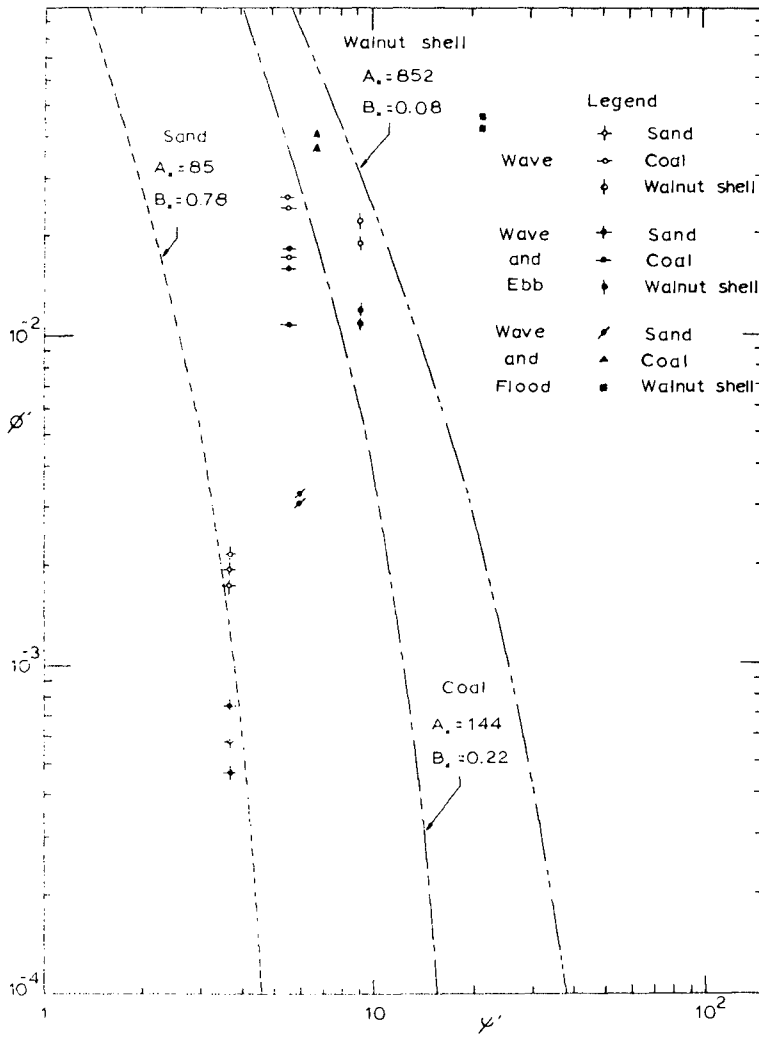 Walnut shell
A* = 852
B* = 0.08
Sand
A* = 85
B* = 0.78
Legend
Wave
Sand
Coal
Walnut shell
Wave and Ebb
Sand
Coal
Walnut shell
Wave and Flood
Sand
Coal
Walnut shell
Coal
A* = 144
B* = 0.22
10⁻²
10⁻³
10⁻⁴
φ'
1
10
10²
ψ'